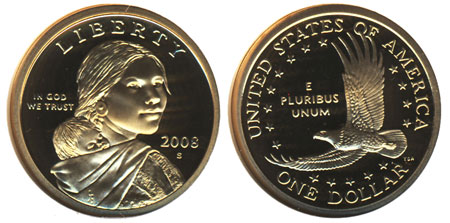 LIBERTY
IN GOD
WE TRUST
2008
S
UNITED STATES OF AMERICA
E
PLURIBUS
UNUM
ONE DOLLAR